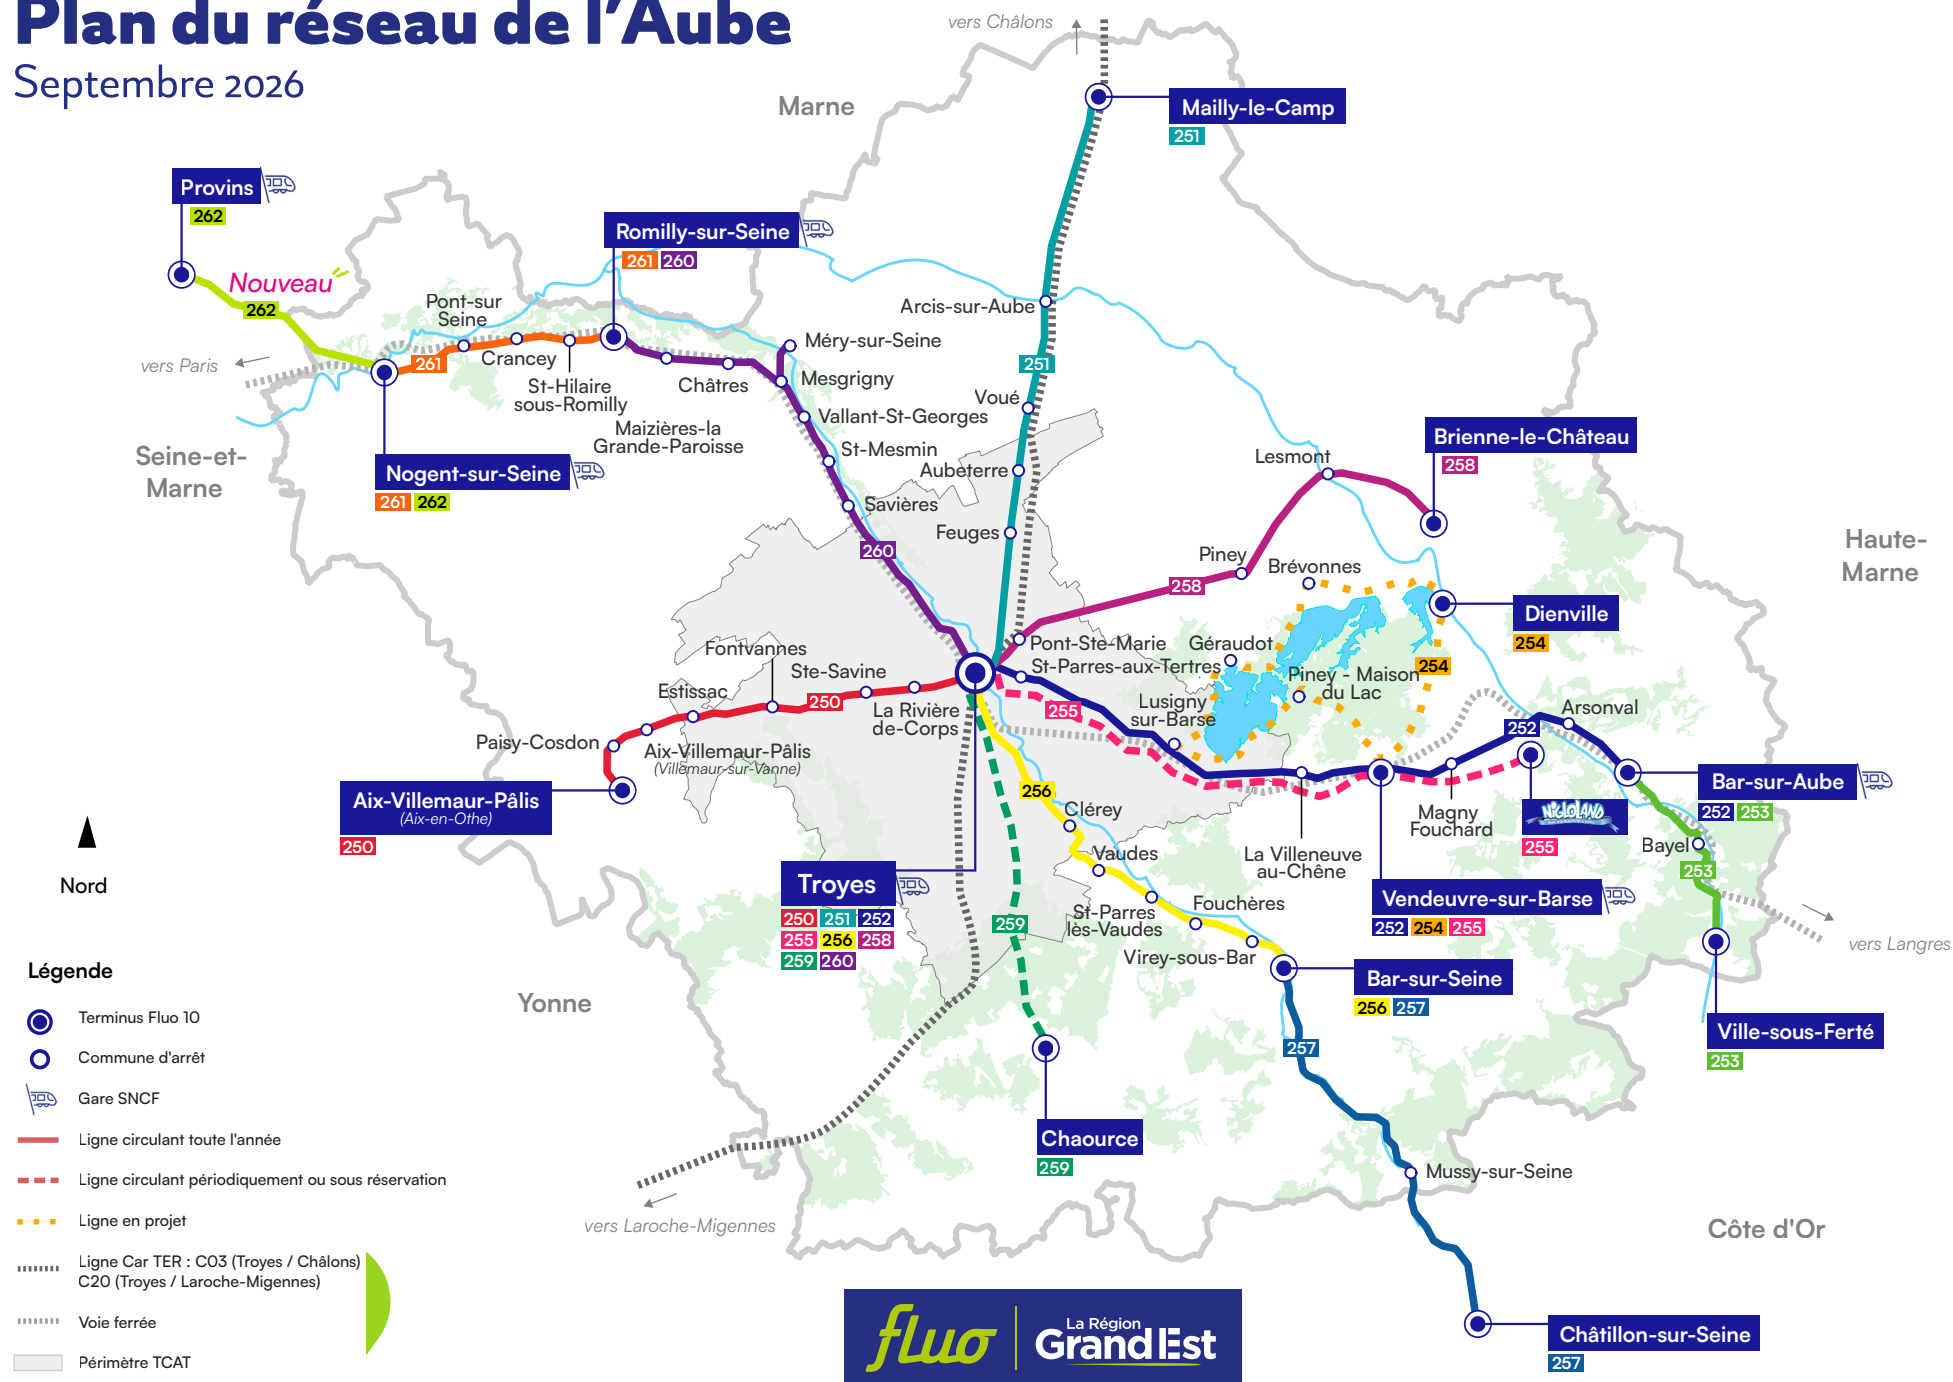 Plan du réseau de l'Aube
Septembre 2026
vers Châlons
Marne
Mailly-le-Camp
251
Provins
262
Nouveau
262
Romilly-sur-Seine
261 260
Pont-sur
Seine
Crancey
St-Hilaire
sous-Romilly
261
Maizières-la
Grande-Paroisse
Châtres
Méry-sur-Seine
Mesgrigny
Vallant-St-Georges
St-Mesmin
Savières
260
vers Paris
Seine-et-
Marne
Nogent-sur-Seine
261 262
Arcis-sur-Aube
251
Voué
Aubeterre
Feuges
Lesmont
Brienne-le-Château
258
Piney
258
Brévonnes
Haute-
Marne
Dienville
254
254
Pont-Ste-Marie
St-Parres-aux-Tertres
Géraudot
Piney - Maison
du Lac
Lusigny
sur-Barse
255
Fontvannes
Ste-Savine
Estissac
250
La Rivière
de-Corps
Paisy-Cosdon
Aix-Villemaur-Pâlis
(Villemaur-sur-Vanne)
Aix-Villemaur-Pâlis
(Aix-en-Othe)
250
252
Arsonval
Bar-sur-Aube
252 253
NIGLOLAND
255
Magny
Fouchard
La Villeneuve
au-Chêne
Vendeuvre-sur-Barse
252 254 255
Bayel
253
vers Langres
Ville-sous-Ferté
253
Troyes
250 251 252
255 256 258
259 260
256
Clérey
Vaudes
St-Parres
lès-Vaudes
Fouchères
Virey-sous-Bar
Bar-sur-Seine
256 257
259
257
Chaource
259
Mussy-sur-Seine
Châtillon-sur-Seine
257
Yonne
Côte d'Or
vers Laroche-Migennes
Nord
Légende
Terminus Fluo 10
Commune d'arrêt
Gare SNCF
Ligne circulant toute l'année
Ligne circulant périodiquement ou sous réservation
Ligne en projet
Ligne Car TER : C03 (Troyes / Châlons)
C20 (Troyes / Laroche-Migennes)
Voie ferrée
Périmètre TCAT
fluo
La Région
Grand Est